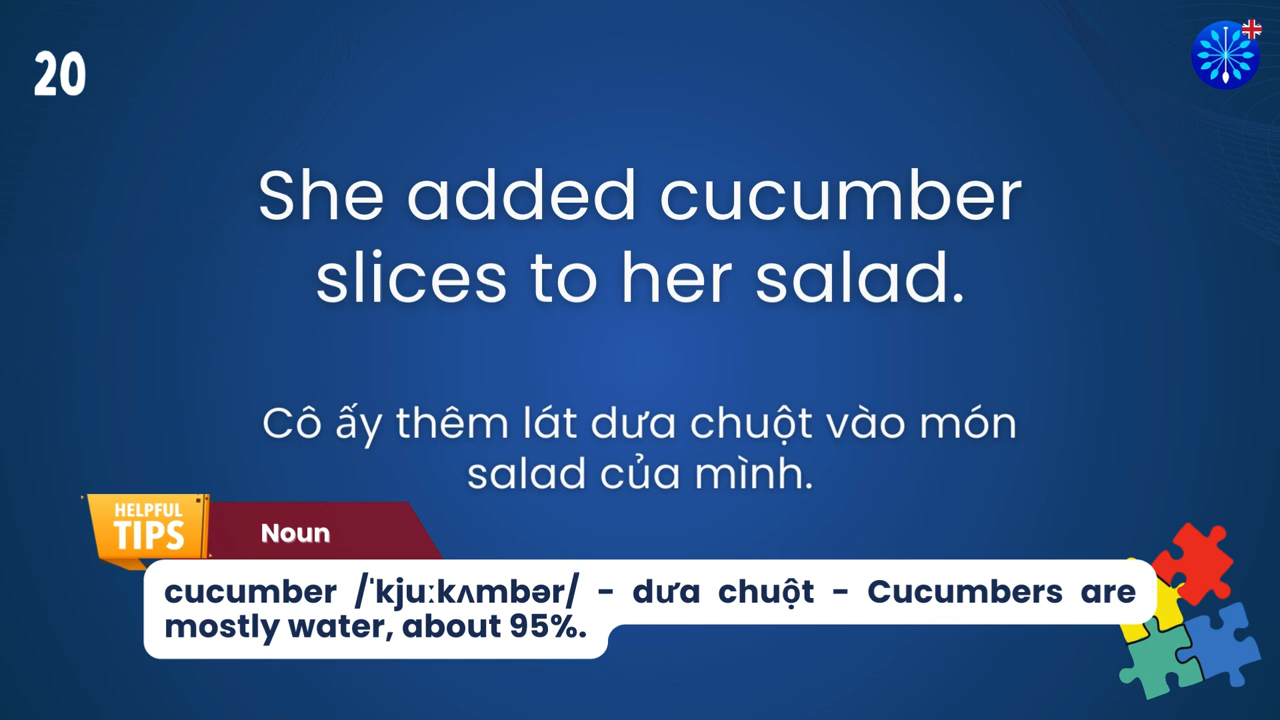 20
She added cucumber
slices to her salad.
Cô ấy thêm lát dưa chuột vào món
salad của mình.
HELPFUL
TIPS
Noun
cucumber /ˈkjuːkʌmbər/ - dưa chuột - Cucumbers are
mostly water, about 95%.